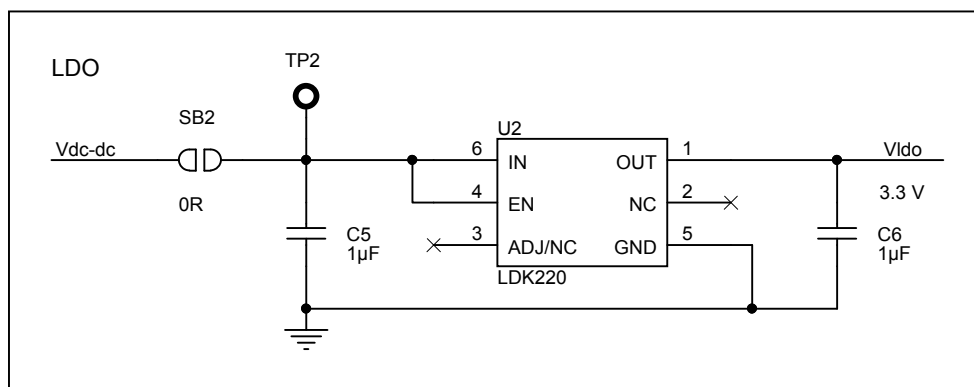 LDO
TP2
SB2
Vdc-dc
0R
U2
6 IN OUT 1
4 EN NC 2
3 ADJ/NC GND 5
LDK220
C5
1µF
Vldo
3.3 V
C6
1µF